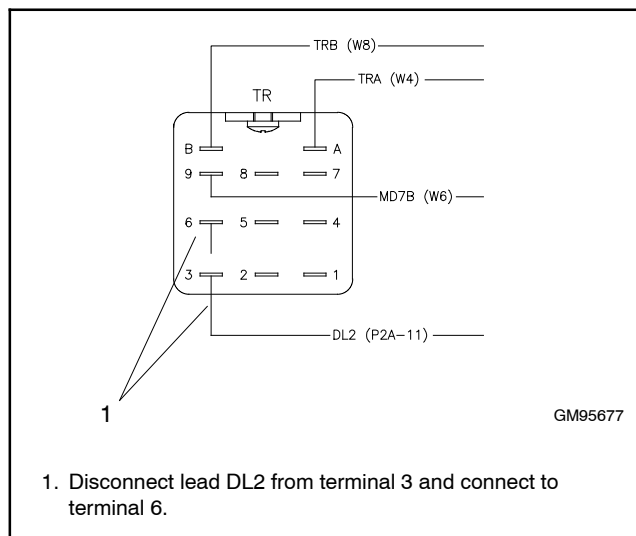 TRB (W8)
TRA (W4)
TR
B A
9 8 7
MD7B (W6)
6 5 4
3 2 1
DL2 (P2A-11)
1
GM95677
1. Disconnect lead DL2 from terminal 3 and connect to
terminal 6.